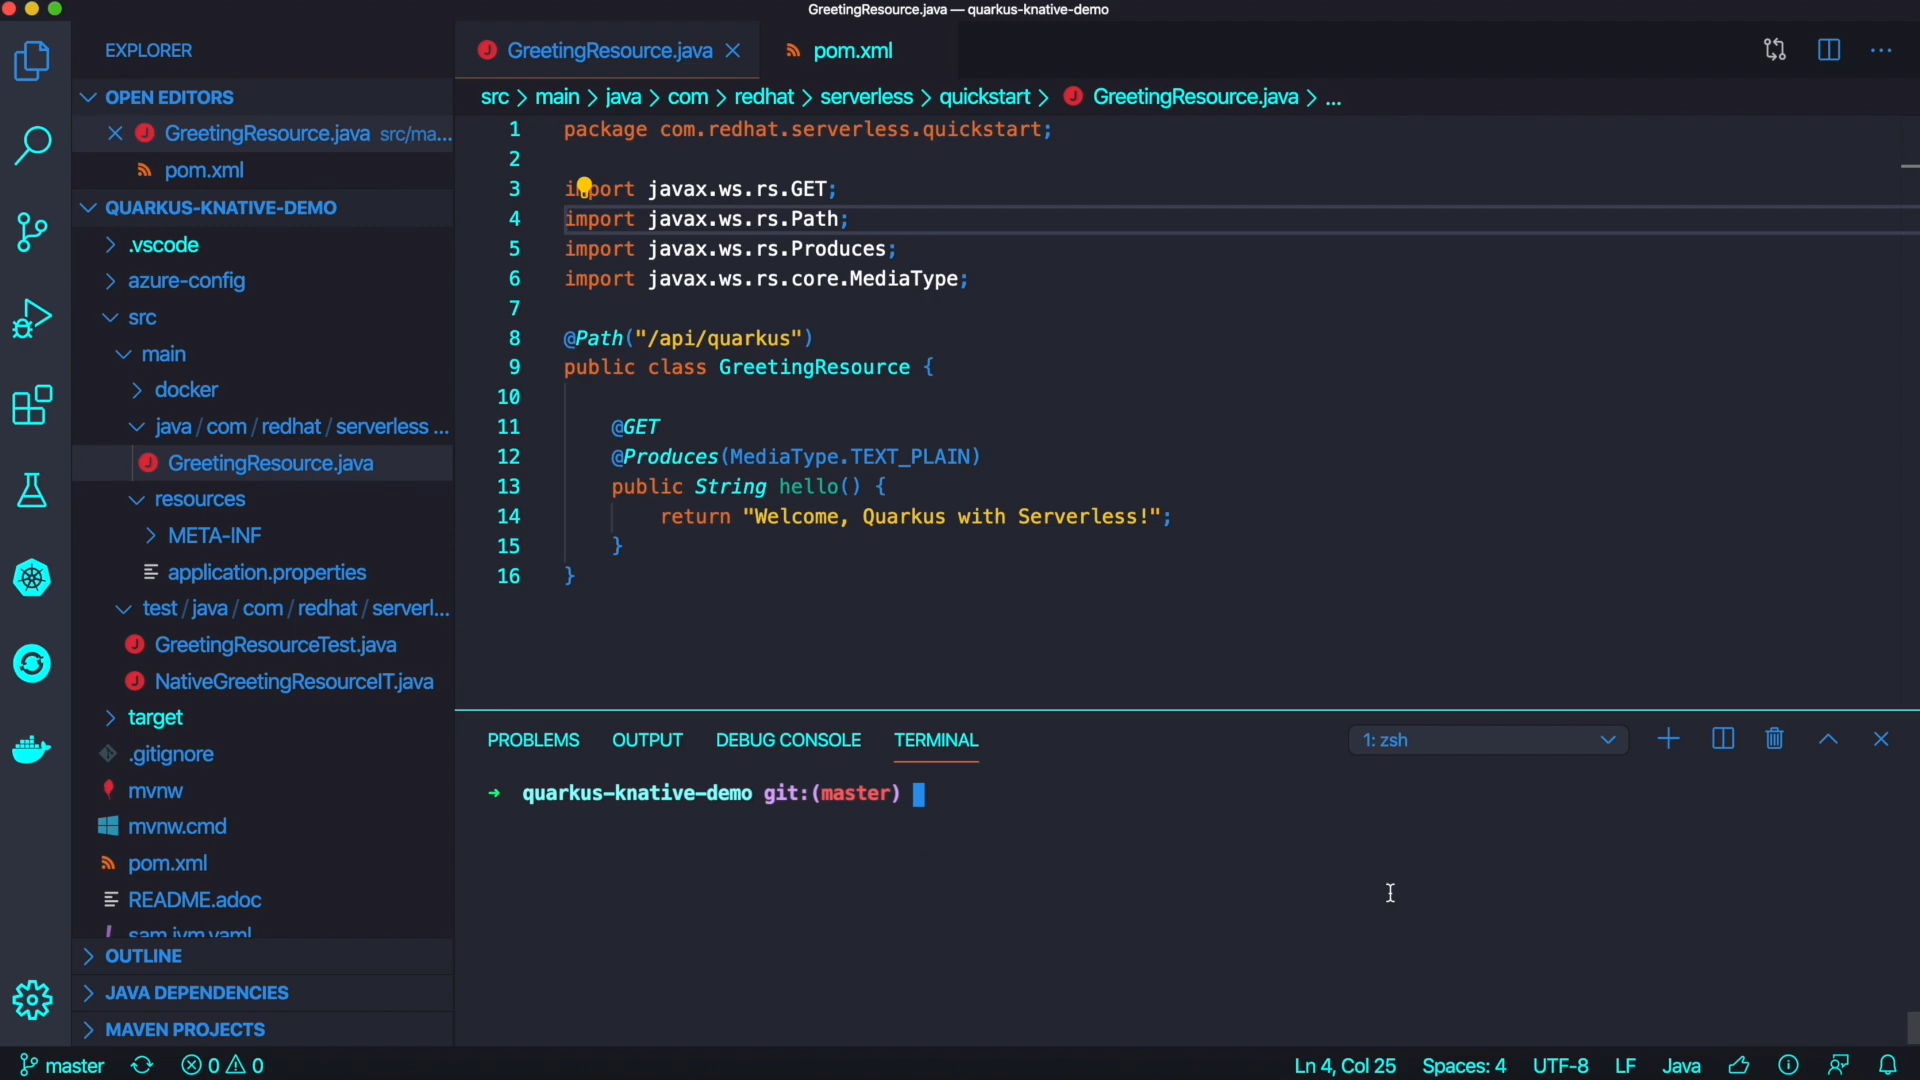 GreetingResource.java — quarkus-knative-demo
EXPLORER
OPEN EDITORS
GreetingResource.java src/ma...
pom.xml
QUARKUS-KNATIVE-DEMO
.vscode
azure-config
src
main
docker
java / com / redhat / serverless ...
GreetingResource.java
resources
META-INF
application.properties
test / java / com / redhat / serverl...
GreetingResourceTest.java
NativeGreetingResourceIT.java
target
.gitignore
mvnw
mvnw.cmd
pom.xml
README.adoc
sam.jvm.yaml
OUTLINE
JAVA DEPENDENCIES
MAVEN PROJECTS
GreetingResource.java
pom.xml
src > main > java > com > redhat > serverless > quickstart > GreetingResource.java > ...
1 package com.redhat.serverless.quickstart;
2
3 import javax.ws.rs.GET;
4 import javax.ws.rs.Path;
5 import javax.ws.rs.Produces;
6 import javax.ws.rs.core.MediaType;
7
8 @Path("/api/quarkus")
9 public class GreetingResource {
10
11 @GET
12 @Produces(MediaType.TEXT_PLAIN)
13 public String hello() {
14 return "Welcome, Quarkus with Serverless!";
15 }
16 }
PROBLEMS OUTPUT DEBUG CONSOLE TERMINAL 1: zsh
→ quarkus-knative-demo git:(master)
master 0 0 Ln 4, Col 25 Spaces: 4 UTF-8 LF Java